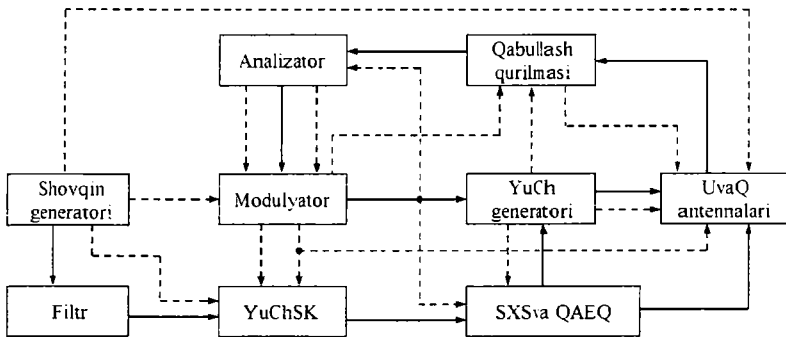 Analizator
Qabullash
qurilmasi
Shovqin
generatori
Modulyator
YuCh
generatori
UvaQ
antennalari
Filtr
YuChSK
SXSva QAEQ